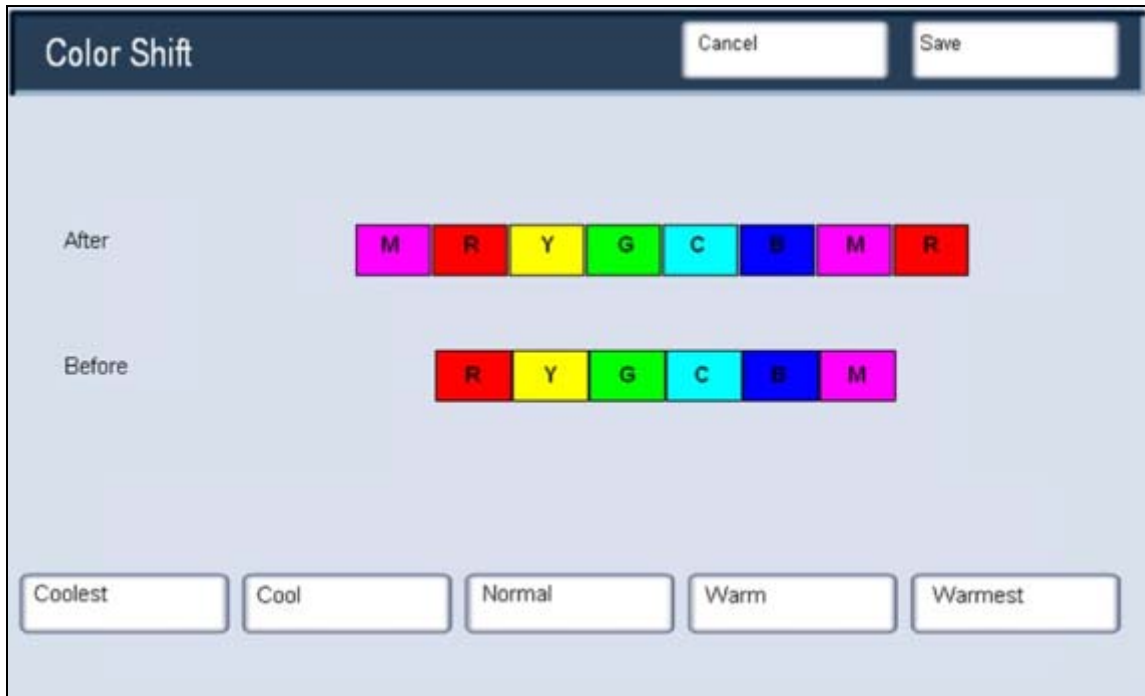 Color Shift Cancel Save
After M R Y G C B M R
Before R Y G C B M
Coolest Cool Normal Warm Warmest